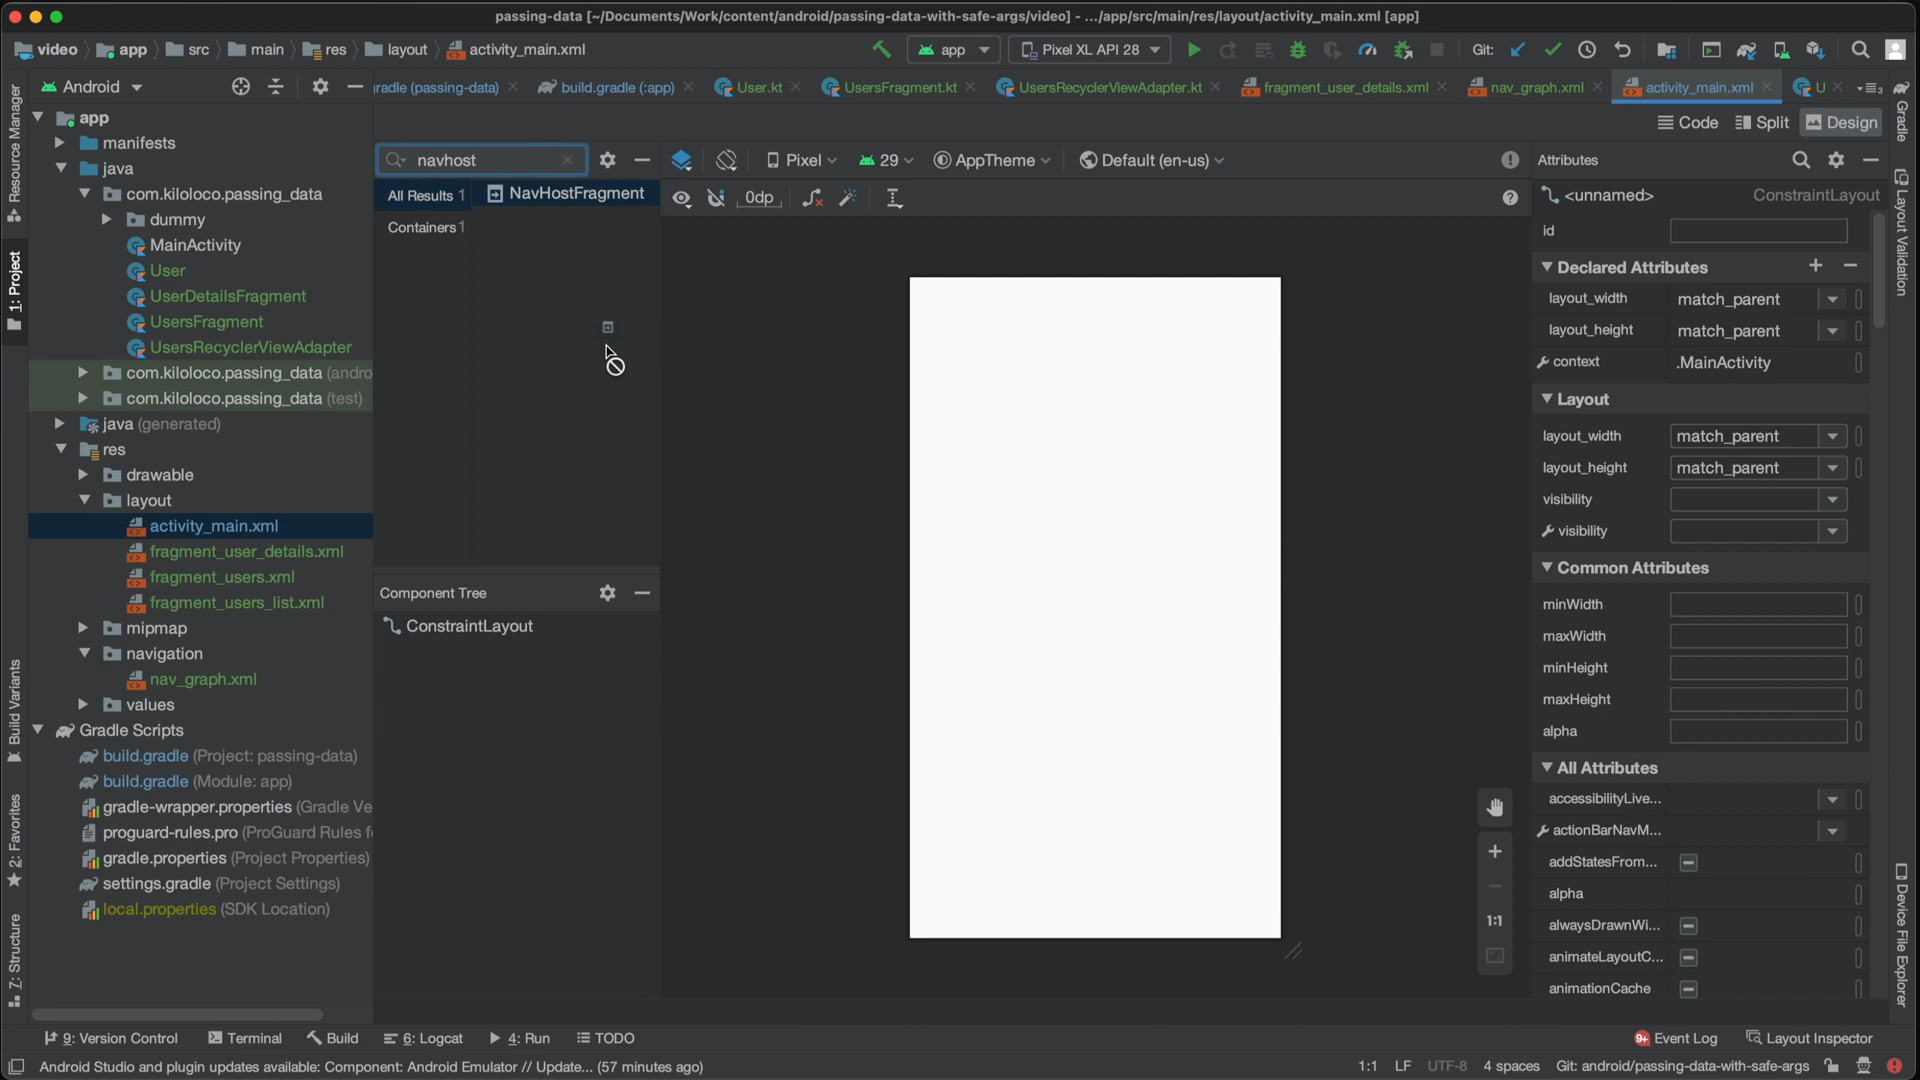 passing-data [~/Documents/Work/content/android/passing-data-with-safe-args/video] - .../app/src/main/res/layout/activity_main.xml [app]
video app src main res layout activity_main.xml
app Pixel XL API 28 Git:
Android
gradle (passing-data) build.gradle (:app) User.kt UsersFragment.kt UsersRecyclerViewAdapter.kt fragment_user_details.xml nav_graph.xml activity_main.xml U
Code Split Design
navhost
Pixel 29 AppTheme Default (en-us)
0dp
All Results 1
Containers 1
NavHostFragment
Component Tree
ConstraintLayout
app
manifests
java
com.kiloloco.passing_data
dummy
MainActivity
User
UserDetailsFragment
UsersFragment
UsersRecyclerViewAdapter
com.kiloloco.passing_data (andro
com.kiloloco.passing_data (test)
java (generated)
res
drawable
layout
activity_main.xml
fragment_user_details.xml
fragment_users.xml
fragment_users_list.xml
mipmap
navigation
nav_graph.xml
values
Gradle Scripts
build.gradle (Project: passing-data)
build.gradle (Module: app)
gradle-wrapper.properties (Gradle Ve
proguard-rules.pro (ProGuard Rules f
gradle.properties (Project Properties)
settings.gradle (Project Settings)
local.properties (SDK Location)
Attributes
<unnamed> ConstraintLayout
id
Declared Attributes
layout_width match_parent
layout_height match_parent
context .MainActivity
Layout
layout_width match_parent
layout_height match_parent
visibility
visibility
Common Attributes
minWidth
maxWidth
minHeight
maxHeight
alpha
All Attributes
accessibilityLive...
actionBarNavM...
addStatesFrom...
alpha
alwaysDrawnWi...
animateLayoutC...
animationCache
1:1
Resource Manager
1: Project
Build Variants
2: Favorites
7: Structure
Gradle
Layout Validation
Device File Explorer
9: Version Control Terminal Build 6: Logcat 4: Run TODO 9+ Event Log Layout Inspector
Android Studio and plugin updates available: Component: Android Emulator // Update... (57 minutes ago) 1:1 LF UTF-8 4 spaces Git: android/passing-data-with-safe-args